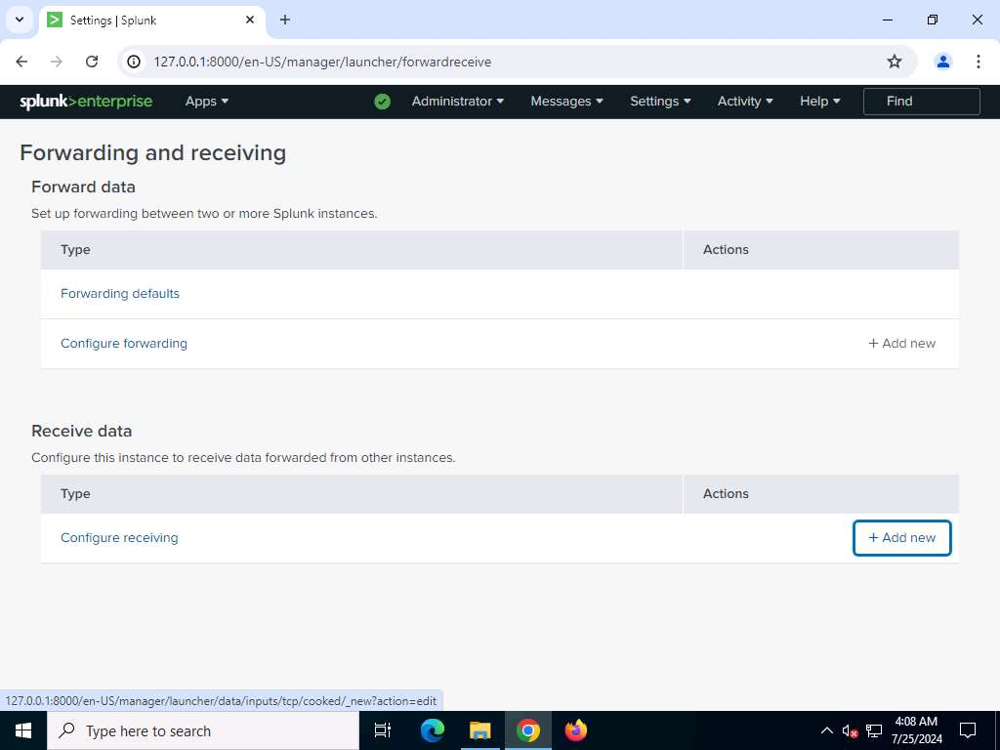 Settings | Splunk
127.0.0.1:8000/en-US/manager/launcher/forwardreceive
splunk>enterprise Apps Administrator Messages Settings Activity Help Find
Forwarding and receiving
Forward data
Set up forwarding between two or more Splunk instances.
Type Actions
Forwarding defaults
Configure forwarding + Add new
Receive data
Configure this instance to receive data forwarded from other instances.
Type Actions
Configure receiving + Add new
127.0.0.1:8000/en-US/manager/launcher/data/inputs/tcp/cooked/_new?action=edit
Type here to search
4:08 AM
7/25/2024